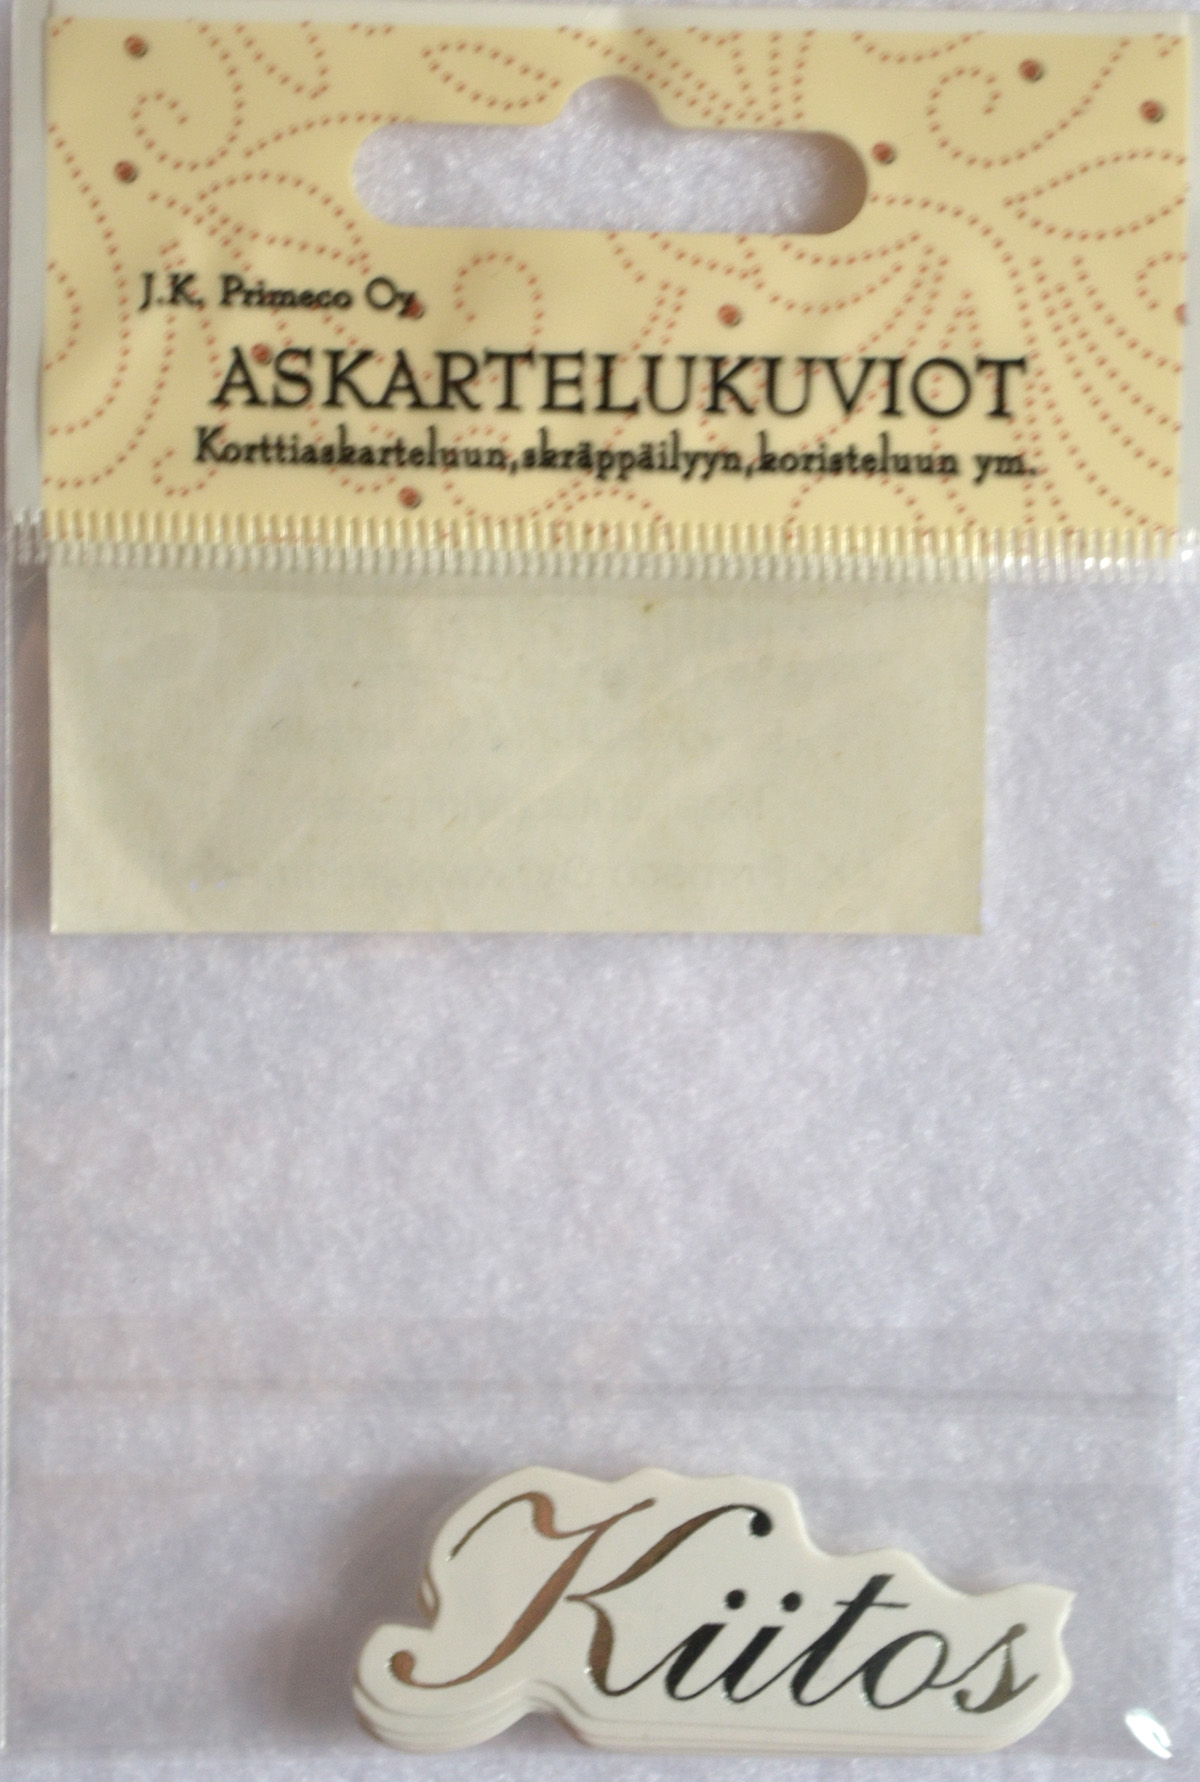 J.K. Primeco Oy
ASKARTELUKUVIOT
Korttiaskarteluun,skräppäilyyn,koristeluun ym.
Kiitos